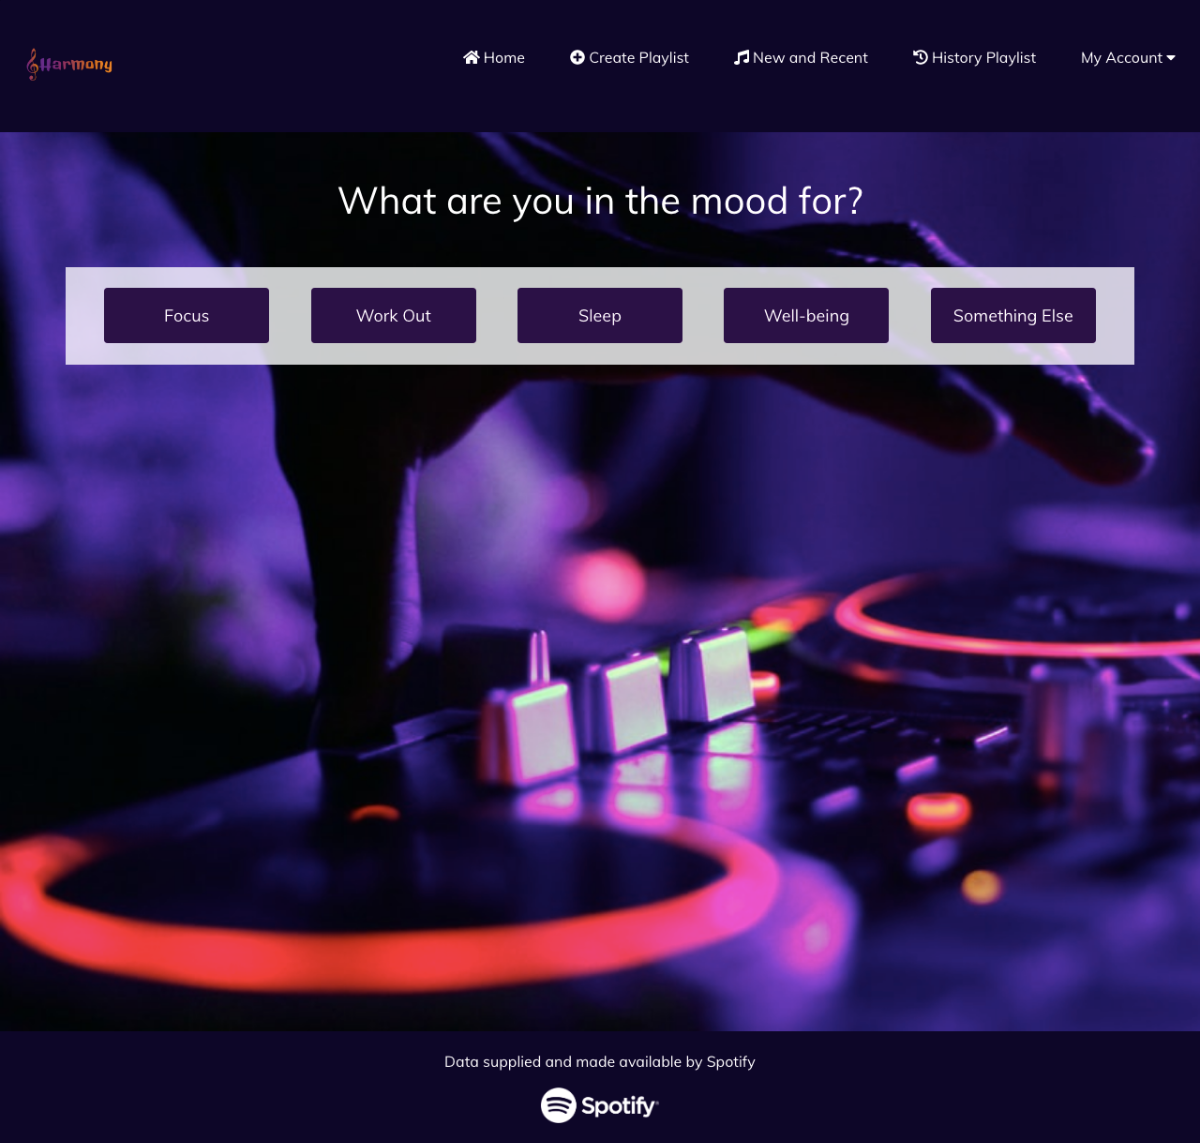 Harmony
Home
Create Playlist
New and Recent
History Playlist
My Account
What are you in the mood for?
Focus
Work Out
Sleep
Well-being
Something Else
Data supplied and made available by Spotify
Spotify